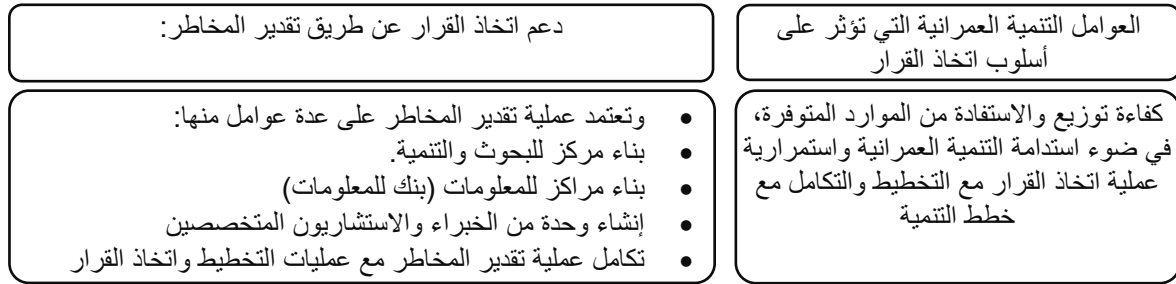 العوامل التنمية العمرانية التي تؤثر على
أسلوب اتخاذ القرار
دعم اتخاذ القرار عن طريق تقدير المخاطر:
كفاءة توزيع والاستفادة من الموارد المتوفرة،
في ضوء استدامة التنمية العمرانية واستمرارية
عملية اتخاذ القرار مع التخطيط والتكامل مع
خطط التنمية
• وتعتمد عملية تقدير المخاطر على عدة عوامل منها:
• بناء مركز للبحوث والتنمية.
• بناء مراكز للمعلومات (بنك للمعلومات)
• إنشاء وحدة من الخبراء والاستشاريون المتخصصين
• تكامل عملية تقدير المخاطر مع عمليات التخطيط واتخاذ القرار